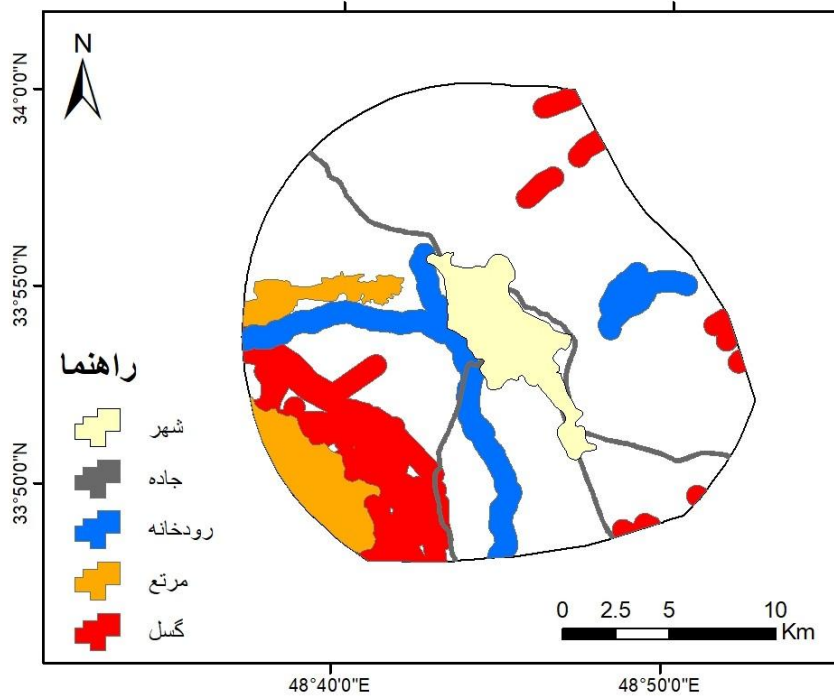 N
34°0'0"N
33°55'0"N
33°50'0"N
راهنما
شهر
جاده
رودخانه
مرتع
گسل
0 2.5 5 10
Km
48°40'0"E
48°50'0"E